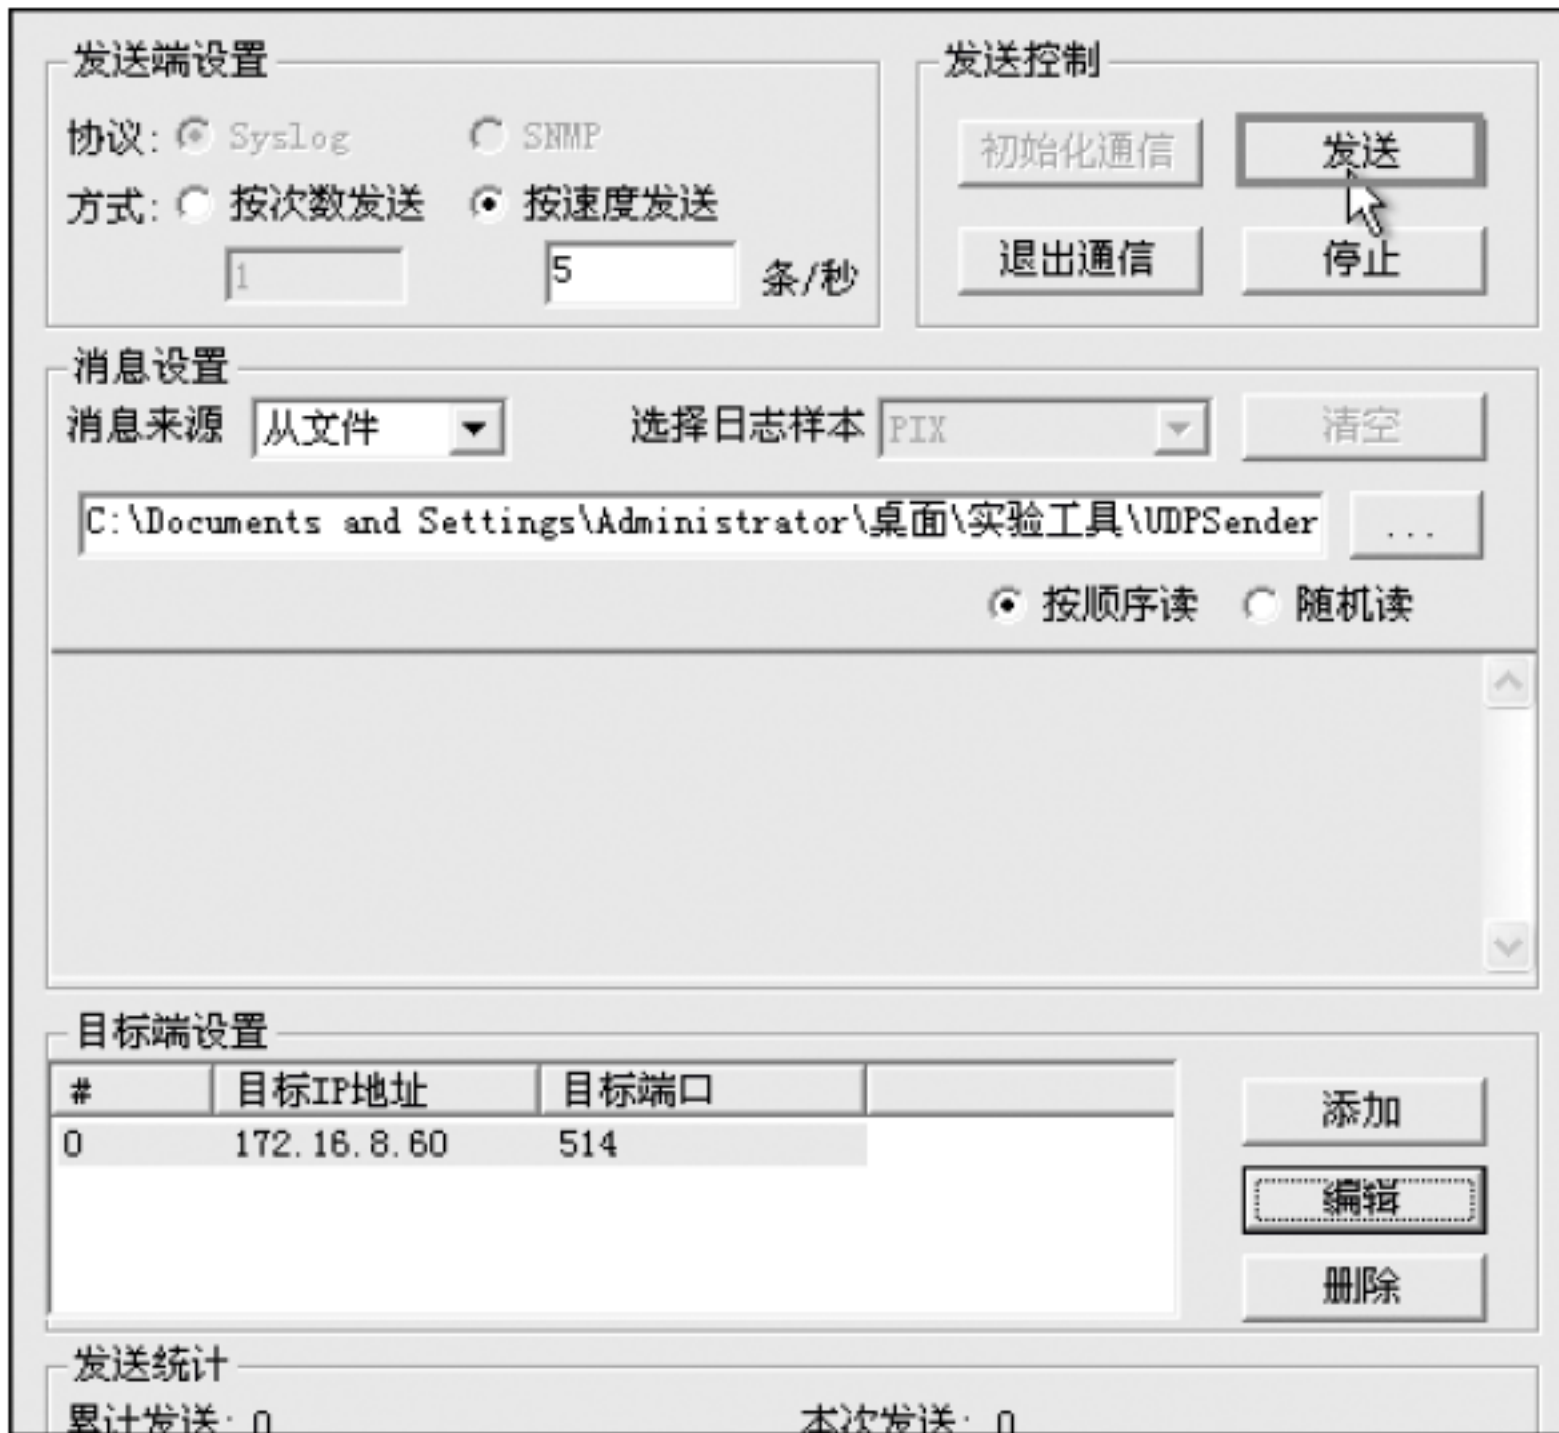 发送端设置
发送控制
协议: Syslog SNMP
初始化通信 发送
方式: 按次数发送 按速度发送
1 5 条/秒
退出通信 停止
消息设置
消息来源 从文件 选择日志样本 PIX 清空
C:\Documents and Settings\Administrator\桌面\实验工具\UDPSender ...
按顺序读 随机读
目标端设置
# 目标IP地址 目标端口
0 172.16.8.60 514
添加
编辑
删除
发送统计
累计发送: 0 本次发送: 0